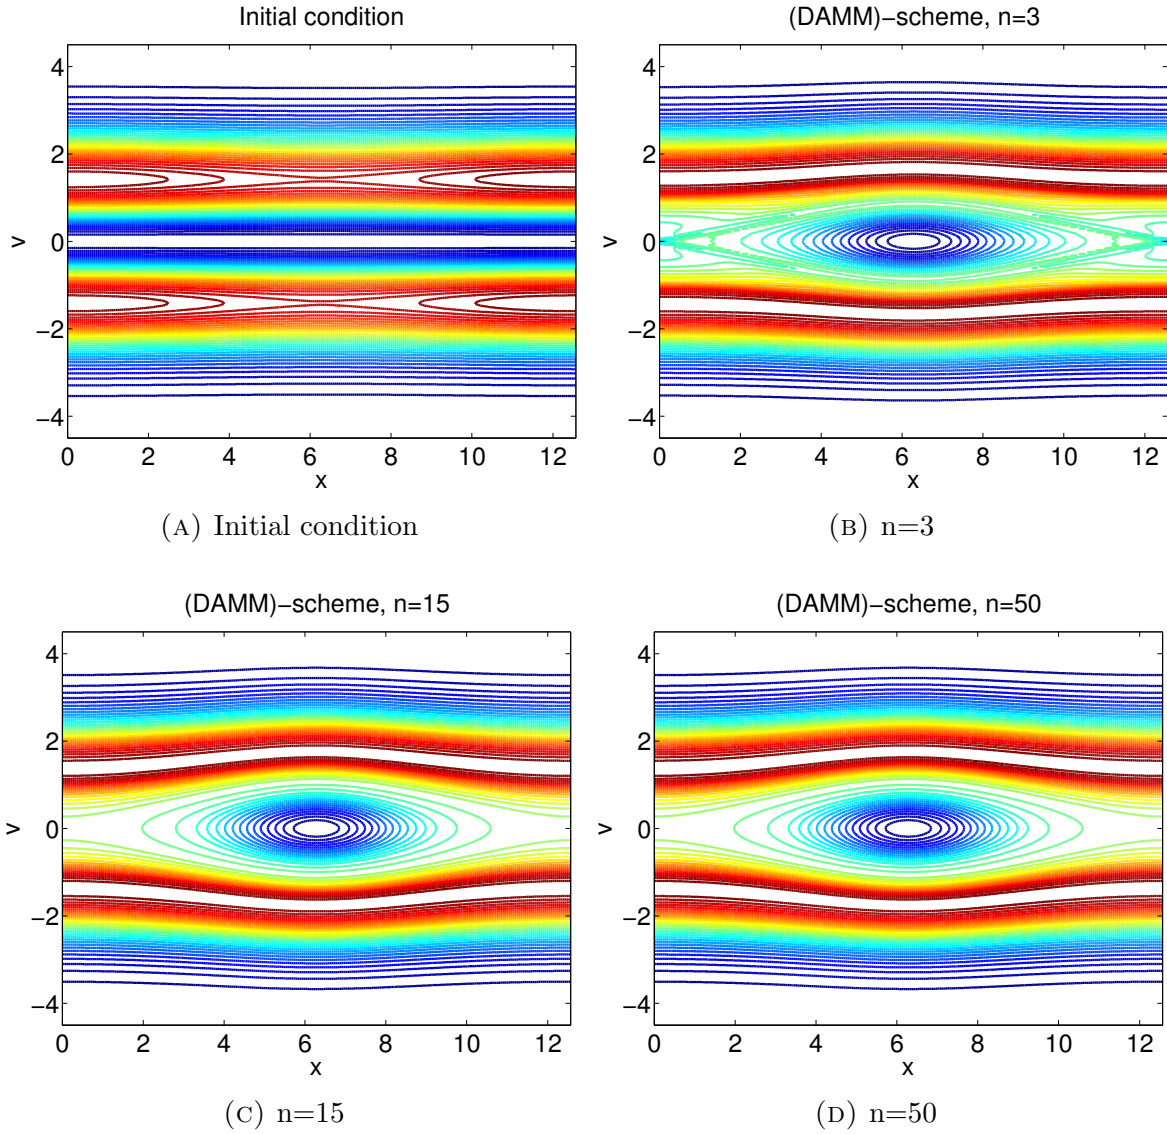 Initial condition
4
2
0
−2
−4
v
0 2 4 6 8 10 12
x
(A) Initial condition
(DAMM)−scheme, n=3
4
2
0
−2
−4
v
0 2 4 6 8 10 12
x
(B) n=3
(DAMM)−scheme, n=15
4
2
0
−2
−4
v
0 2 4 6 8 10 12
x
(C) n=15
(DAMM)−scheme, n=50
4
2
0
−2
−4
v
0 2 4 6 8 10 12
x
(D) n=50